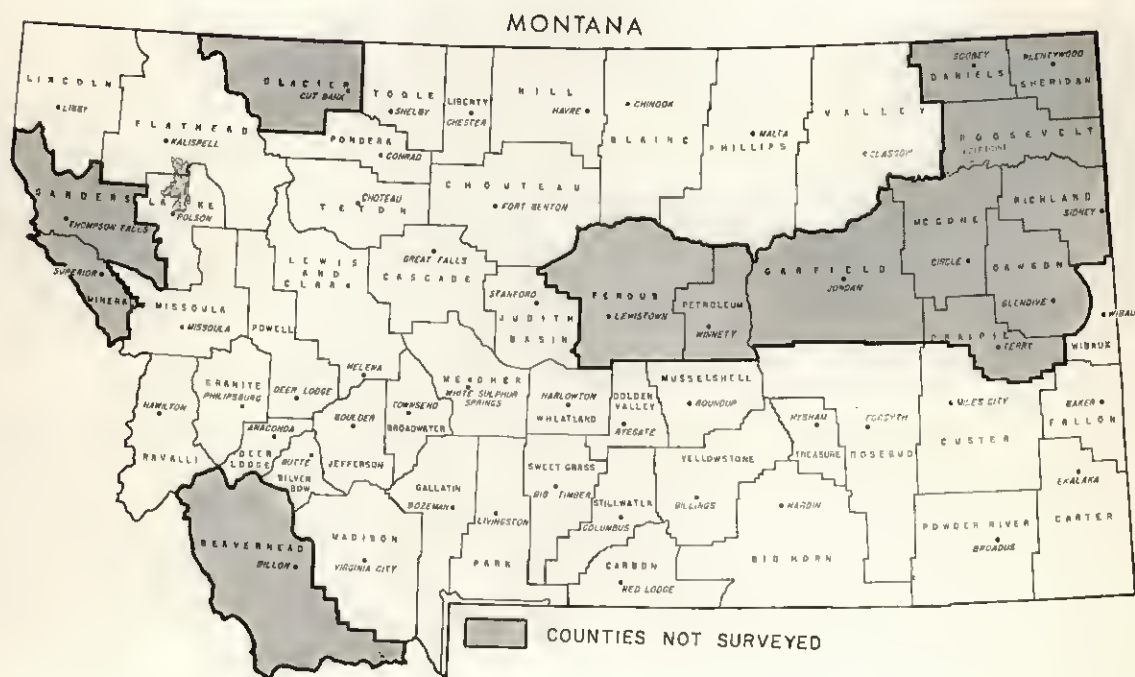 MONTANA
LINCOLN
LIBBY
FLATHEAD
KALISPELL
GLACIER
CUT BANK
TOOLE
SHELBY
LIBERTY
CHESTER
HILL
HAVRE
CHINOOK
BLAINE
MALTA
PHILLIPS
VALLEY
GLASGOW
SCOBEY
DANIELS
PLENTYWOOD
SHERIDAN
ROOSEVELT
PONDERA
CONRAD
SANDERS
THOMPSON FALLS
LAKE
POLSON
TETON
CHOTEAU
CHOUTEAU
FORT BENTON
MCCONE
CIRCLE
RICHLAND
SIDNEY
SUPERIOR
MINERAL
MISSOULA
MISSOULA
POWELL
LEWIS
AND
CLARK
GREAT FALLS
CASCADE
STANFORD
JUDITH
BASIN
FERGUS
LEWISTOWN
PETROLEUM
WINNETT
GARFIELD
JORDAN
DAWSON
GLENDIVE
PRAIRIE
TERRY
WIBAUX
WIBAUX
HAMILTON
RAVALLI
GRANITE
PHILIPSBURG
DEER LODGE
HELENA
ANACONDA
DEER
LODGE
BUTTE
SILVER
BOW
BOULDER
JEFFERSON
TOWNSEND
BROADWATER
MEAGHER
WHITE SULPHUR
SPRINGS
HARLOWTON
WHEATLAND
GOLDEN
VALLEY
RYEGATE
MUSSELSHELL
ROUNDUP
HYSHAM
TREASURE
FORSYTH
ROSEBUD
MILES CITY
CUSTER
BAKER
FALLON
GALLATIN
BOZEMAN
LIVINGSTON
PARK
SWEET GRASS
BIG TIMBER
STILLWATER
COLUMBUS
YELLOWSTONE
BILLINGS
HARDIN
BIG HORN
POWDER RIVER
BROADUS
EKALAKA
CARTER
BEAVERHEAD
DILLON
MADISON
VIRGINIA CITY
CARBON
RED LODGE
COUNTIES NOT SURVEYED